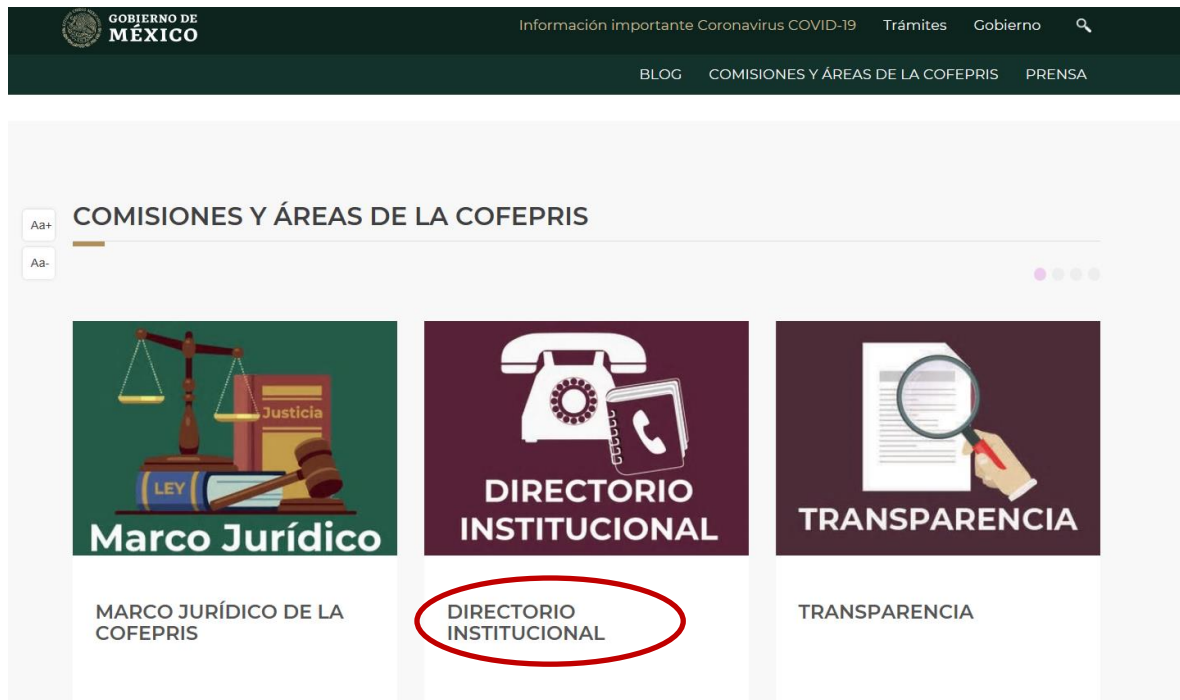 GOBIERNO DE
MÉXICO
Información importante Coronavirus COVID-19 Trámites Gobierno
BLOG COMISIONES Y ÁREAS DE LA COFEPRIS PRENSA
Aa+
COMISIONES Y ÁREAS DE LA COFEPRIS
Aa-
Justicia
LEY
Marco Jurídico
DIRECTORIO
INSTITUCIONAL
TRANSPARENCIA
MARCO JURÍDICO DE LA
COFEPRIS
DIRECTORIO
INSTITUCIONAL
TRANSPARENCIA